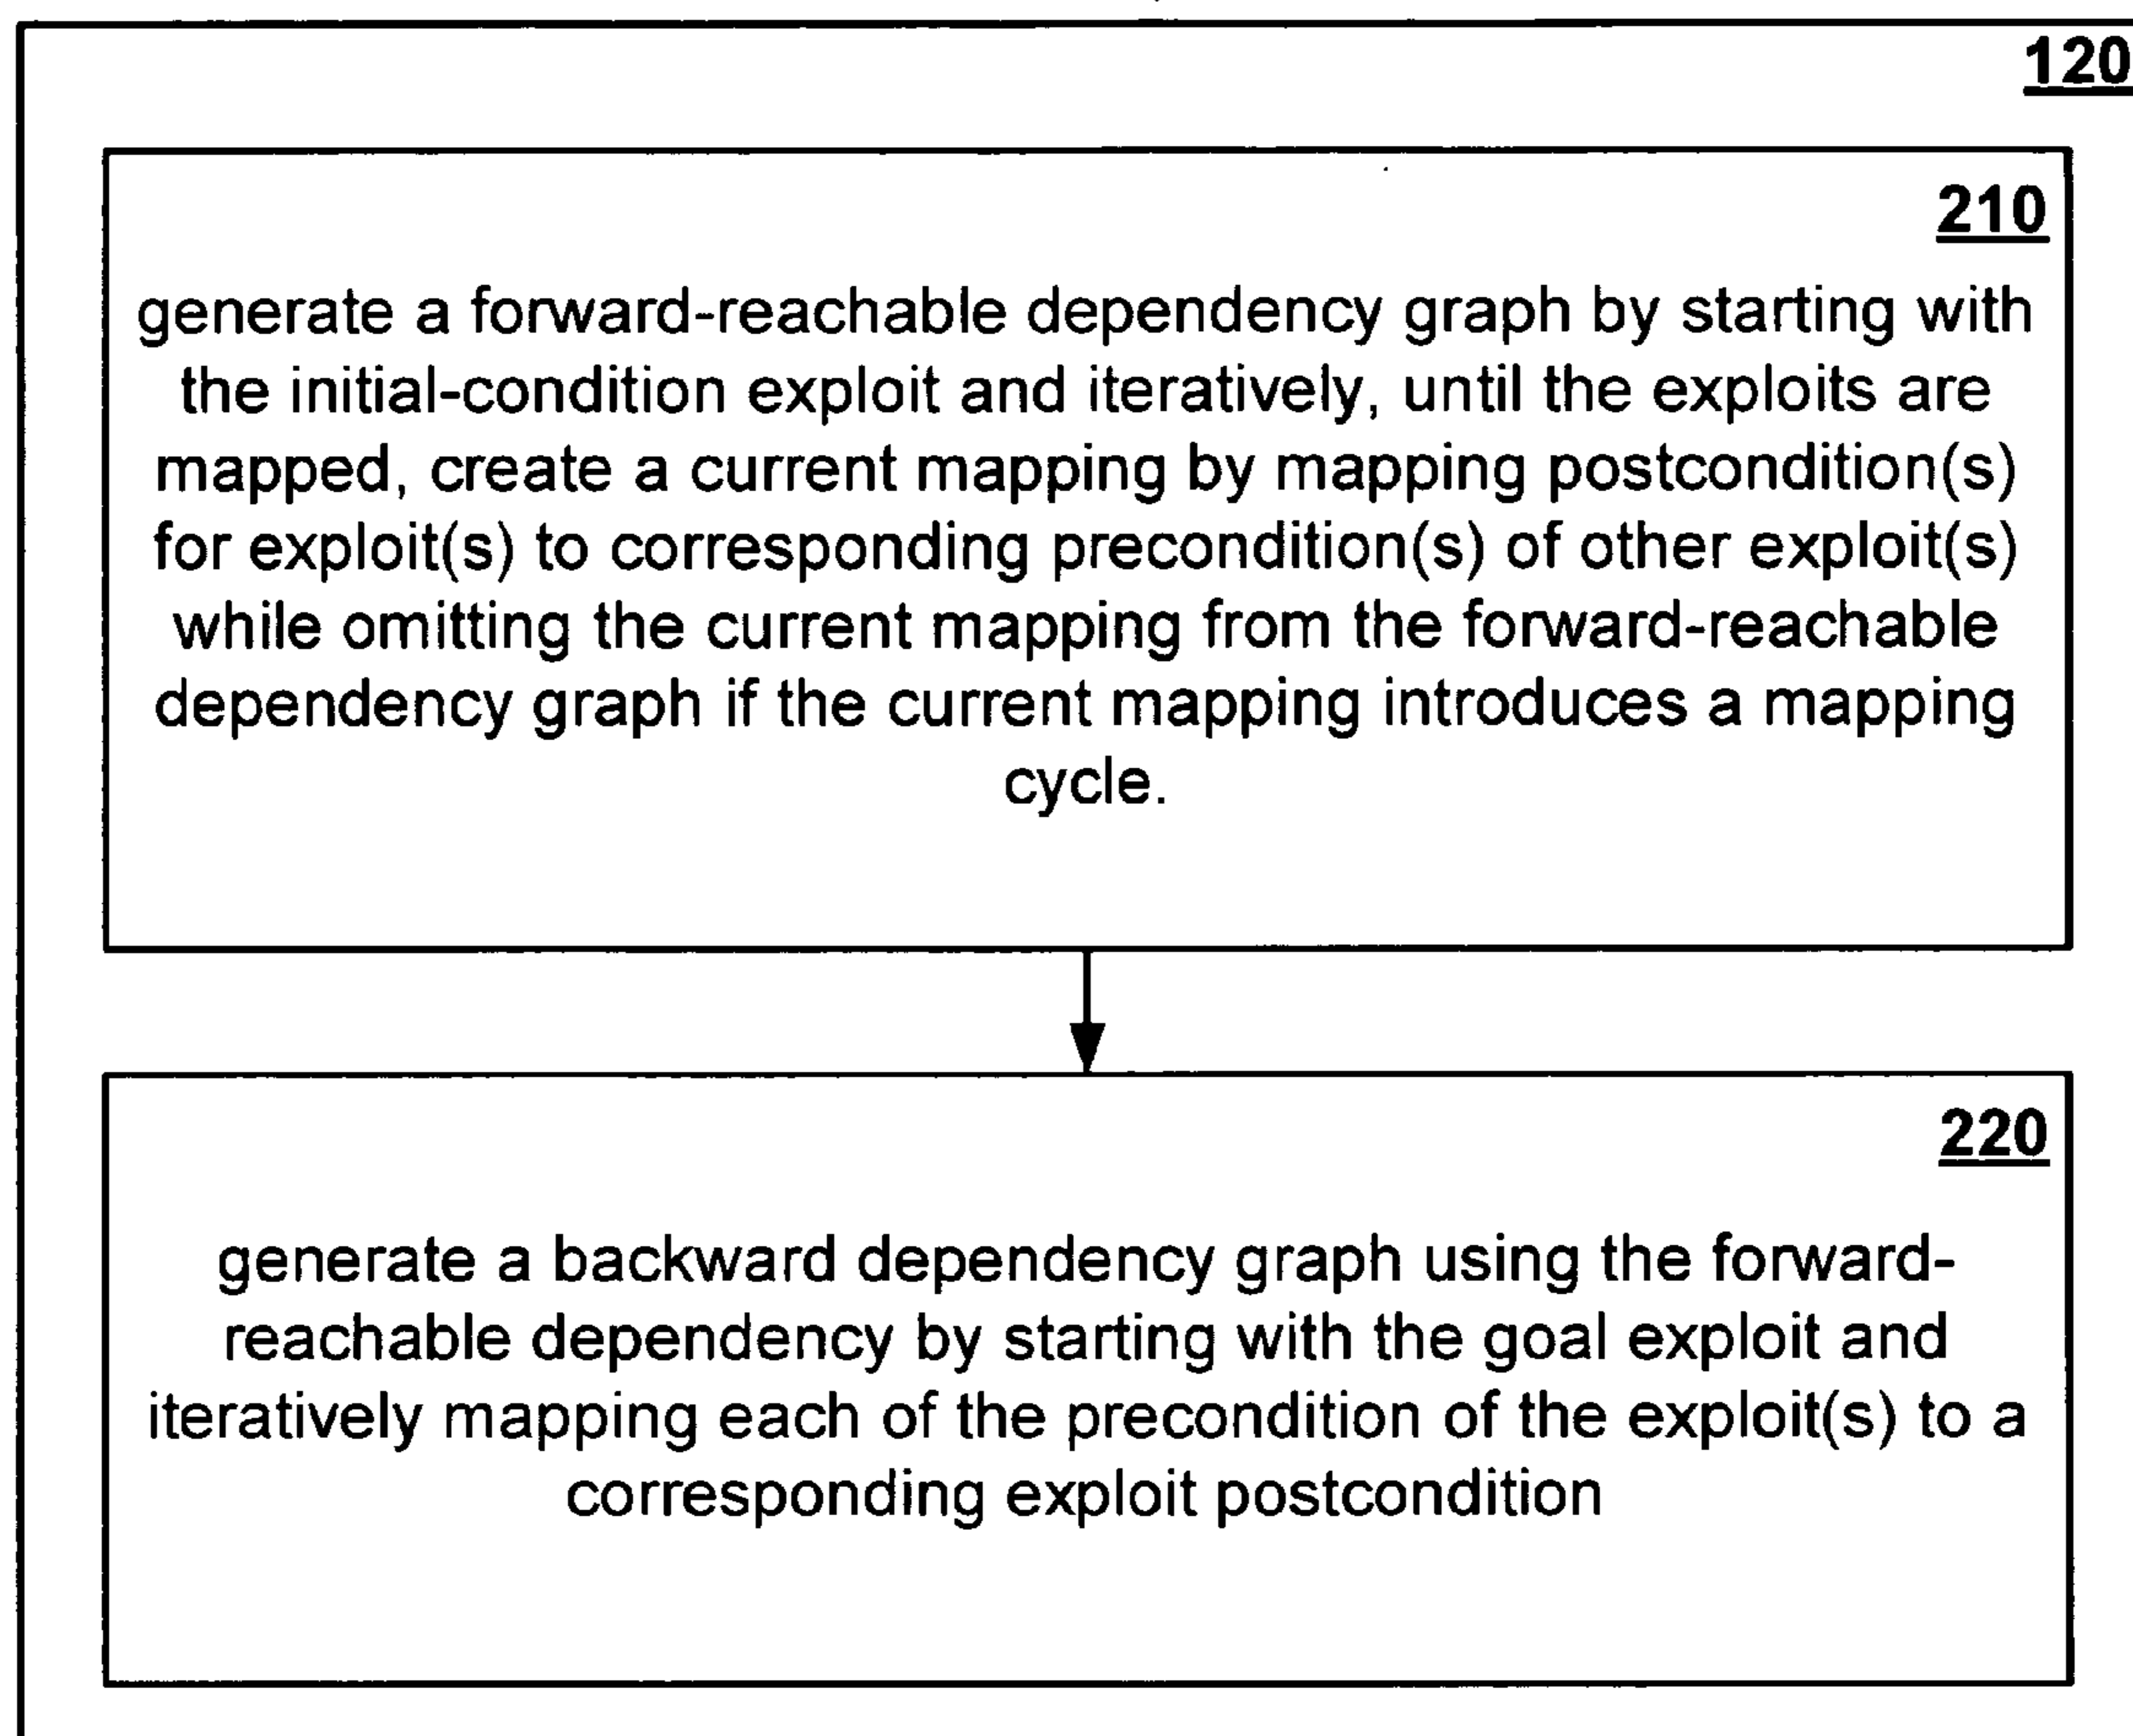 120
210
generate a forward-reachable dependency graph by starting with
the initial-condition exploit and iteratively, until the exploits are
mapped, create a current mapping by mapping postcondition(s)
for exploit(s) to corresponding precondition(s) of other exploit(s)
while omitting the current mapping from the forward-reachable
dependency graph if the current mapping introduces a mapping
cycle.
220
generate a backward dependency graph using the forward-
reachable dependency by starting with the goal exploit and
iteratively mapping each of the precondition of the exploit(s) to a
corresponding exploit postcondition